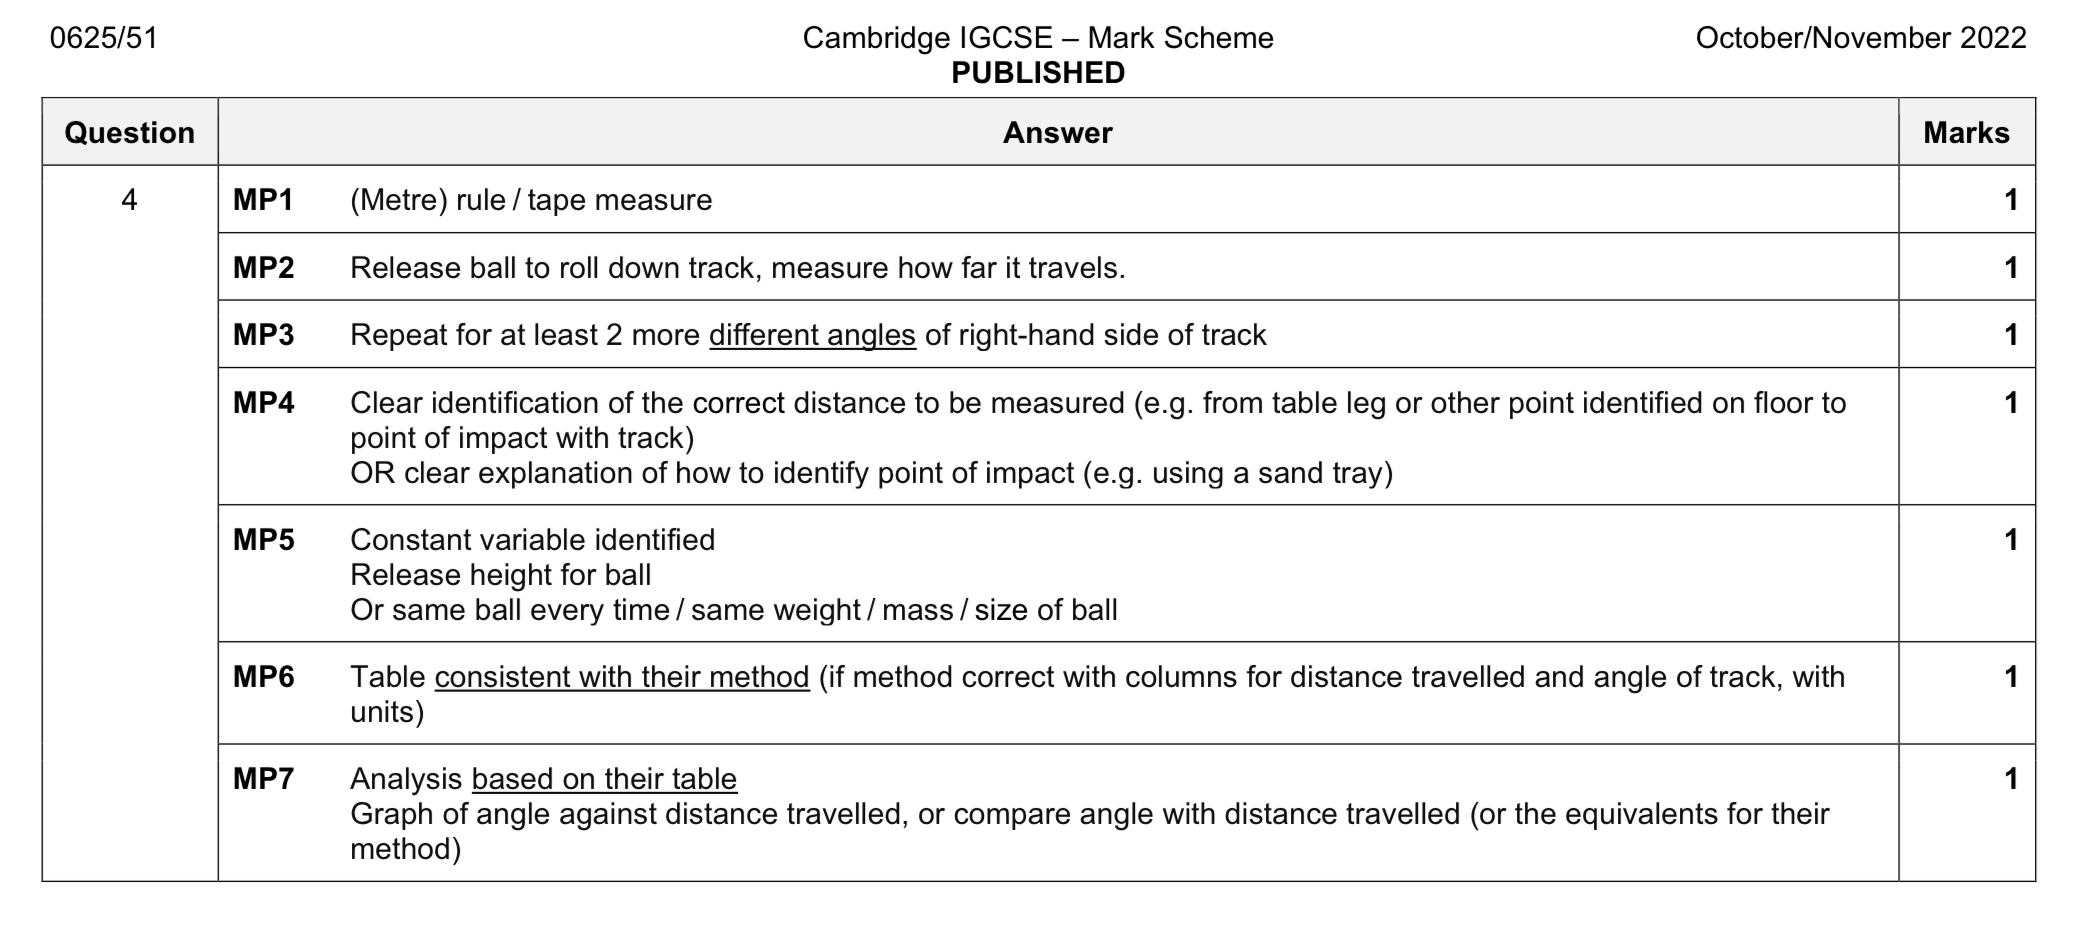 0625/51
Cambridge IGCSE – Mark Scheme
October/November 2022
PUBLISHED
Question
Answer
Marks
4
MP1
(Metre) rule / tape measure
1
MP2
Release ball to roll down track, measure how far it travels.
1
MP3
Repeat for at least 2 more different angles of right-hand side of track
1
MP4
Clear identification of the correct distance to be measured (e.g. from table leg or other point identified on floor to
point of impact with track)
OR clear explanation of how to identify point of impact (e.g. using a sand tray)
1
MP5
Constant variable identified
Release height for ball
Or same ball every time / same weight / mass / size of ball
1
MP6
Table consistent with their method (if method correct with columns for distance travelled and angle of track, with
units)
1
MP7
Analysis based on their table
Graph of angle against distance travelled, or compare angle with distance travelled (or the equivalents for their
method)
1